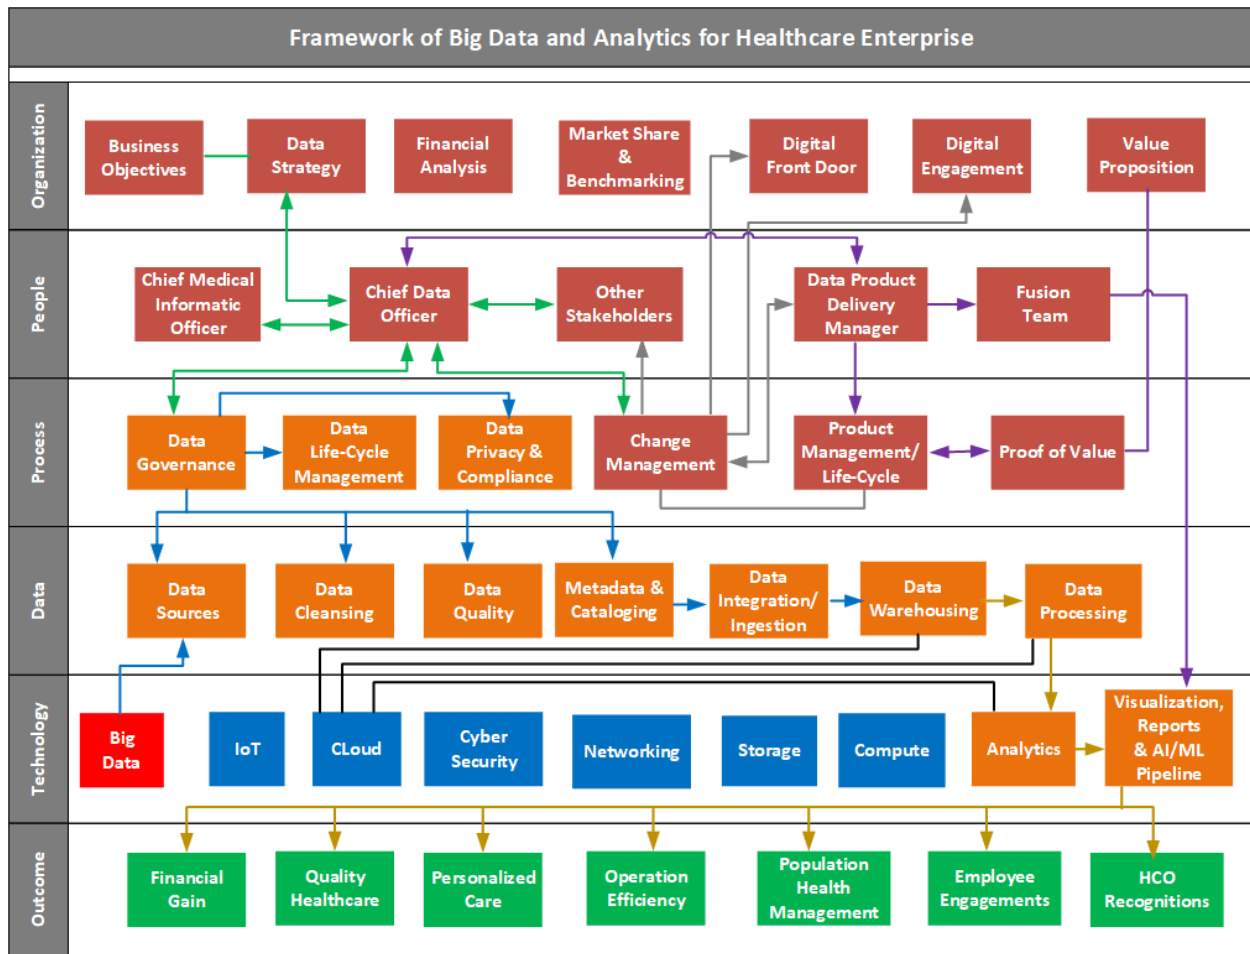 Framework of Big Data and Analytics for Healthcare Enterprise
Organization
Business
Objectives
Data
Strategy
Financial
Analysis
Market Share
&
Benchmarking
Digital
Front Door
Digital
Engagement
Value
Proposition
People
Chief Medical
Informatic
Officer
Chief Data
Officer
Other
Stakeholders
Data Product
Delivery
Manager
Fusion
Team
Process
Data
Governance
Data
Life-Cycle
Management
Data
Privacy &
Compliance
Change
Management
Product
Management/
Life-Cycle
Proof of Value
Data
Data
Sources
Data
Cleansing
Data
Quality
Metadata &
Cataloging
Data
Integration/
Ingestion
Data
Warehousing
Data
Processing
Technology
Big
Data
IoT
CLoud
Cyber
Security
Networking
Storage
Compute
Analytics
Visualization,
Reports
& AI/ML
Pipeline
Outcome
Financial
Gain
Quality
Healthcare
Personalized
Care
Operation
Efficiency
Population
Health
Management
Employee
Engagements
HCO
Recognitions